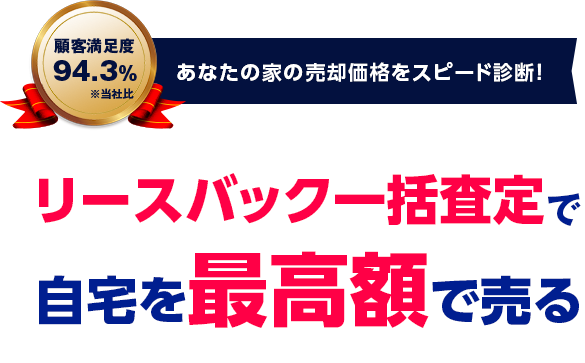 顧客満足度
94.3%
※当社比
あなたの家の売却価格をスピード診断!
リースバック一括査定で
自宅を最高額で売る